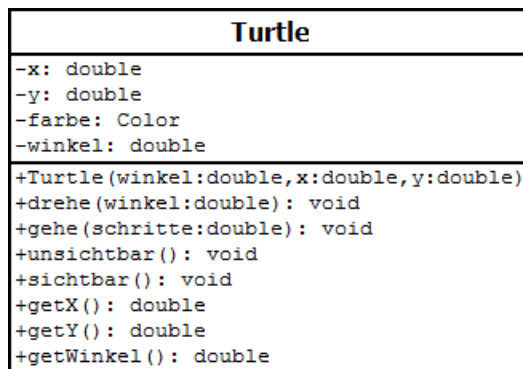 Turtle
-x: double
-y: double
-farbe: Color
-winkel: double
+Turtle(winkel:double,x:double,y:double)
+drehe(winkel:double): void
+gehe(schritte:double): void
+unsichtbar(): void
+sichtbar(): void
+getX(): double
+getY(): double
+getWinkel(): double